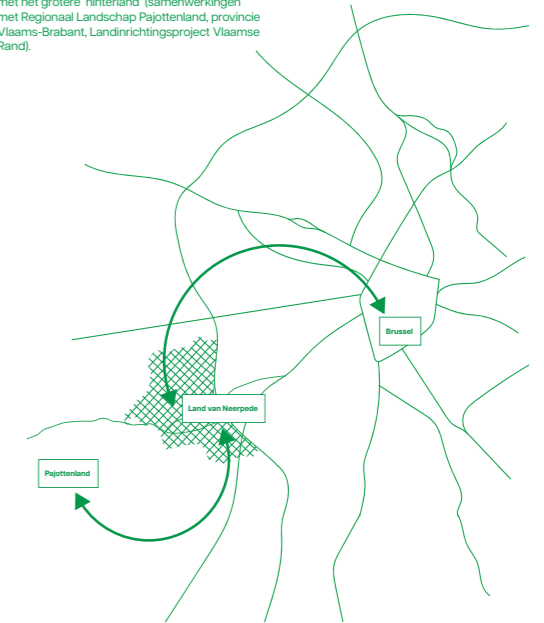 met het grotere 'hinterland' (samenwerkingen
met Regionaal Landschap Pajottenland, provincie
Vlaams-Brabant, Landinrichtingsproject Vlaamse
Rand).
Brussel
Land van Neerpede
Pajottenland